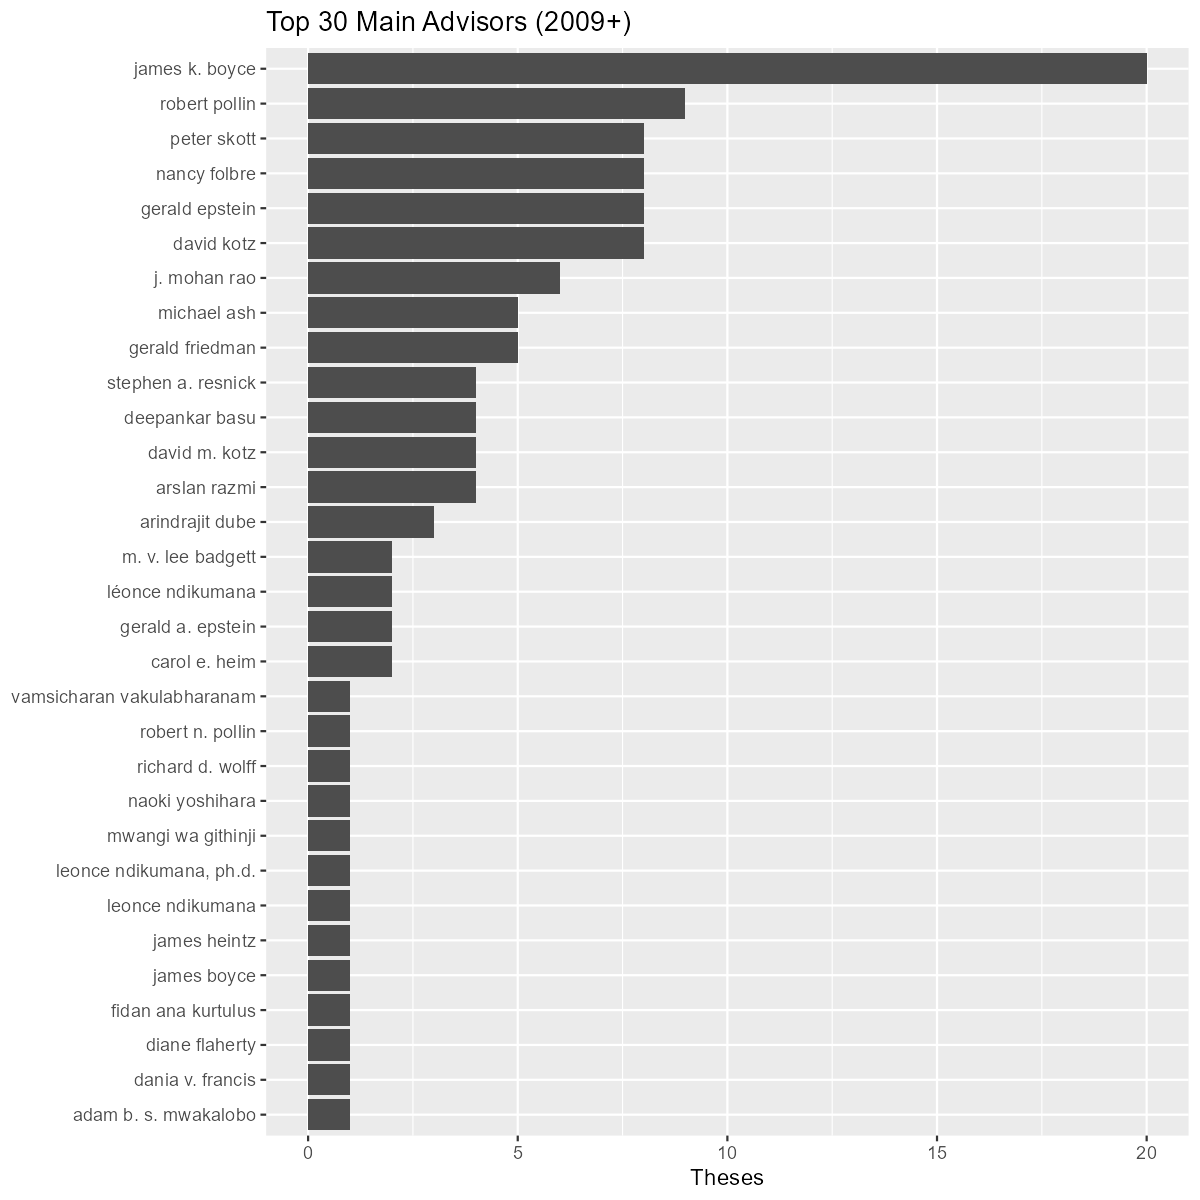 Top 30 Main Advisors (2009+)
james k. boyce
robert pollin
peter skott
nancy folbre
gerald epstein
david kotz
j. mohan rao
michael ash
gerald friedman
stephen a. resnick
deepankar basu
david m. kotz
arslan razmi
arindrajit dube
m. v. lee badgett
léonce ndikumana
gerald a. epstein
carol e. heim
vamsicharan vakulabharanam
robert n. pollin
richard d. wolff
naoki yoshihara
mwangi wa githinji
leonce ndikumana, ph.d.
leonce ndikumana
james heintz
james boyce
fidan ana kurtulus
diane flaherty
dania v. francis
adam b. s. mwakalobo
0 5 10 15 20
Theses